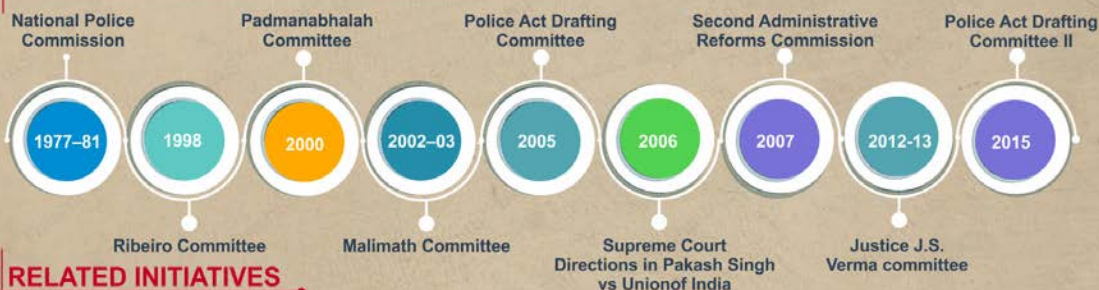 National Police
Commission
Padmanabhalah
Committee
Police Act Drafting
Committee
Second Administrative
Reforms Commission
Police Act Drafting
Committee II
1977–81
1998
2000
2002–03
2005
2006
2007
2012-13
2015
Ribeiro Committee
Malimath Committee
Supreme Court
Directions in Pakash Singh
vs Unionof India
Justice J.S.
Verma committee
RELATED INITIATIVES